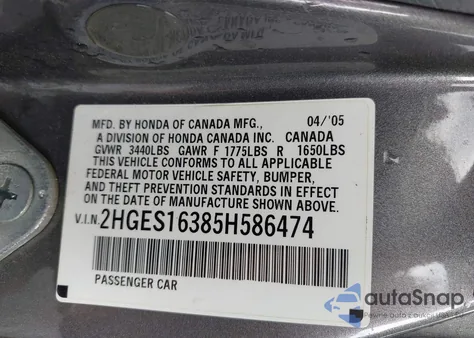 MFD. BY HONDA OF CANADA MFG., 04/'05
A DIVISION OF HONDA CANADA INC. CANADA
GVWR 3440LBS GAWR F 1775LBS R 1650LBS
THIS VEHICLE CONFORMS TO ALL APPLICABLE
FEDERAL MOTOR VEHICLE SAFETY, BUMPER,
AND THEFT PREVENTION STANDARDS IN EFFECT
ON THE DATE OF MANUFACTURE SHOWN ABOVE.
V.I.N. 2HGES16385H586474
PASSENGER CAR
autoSnap